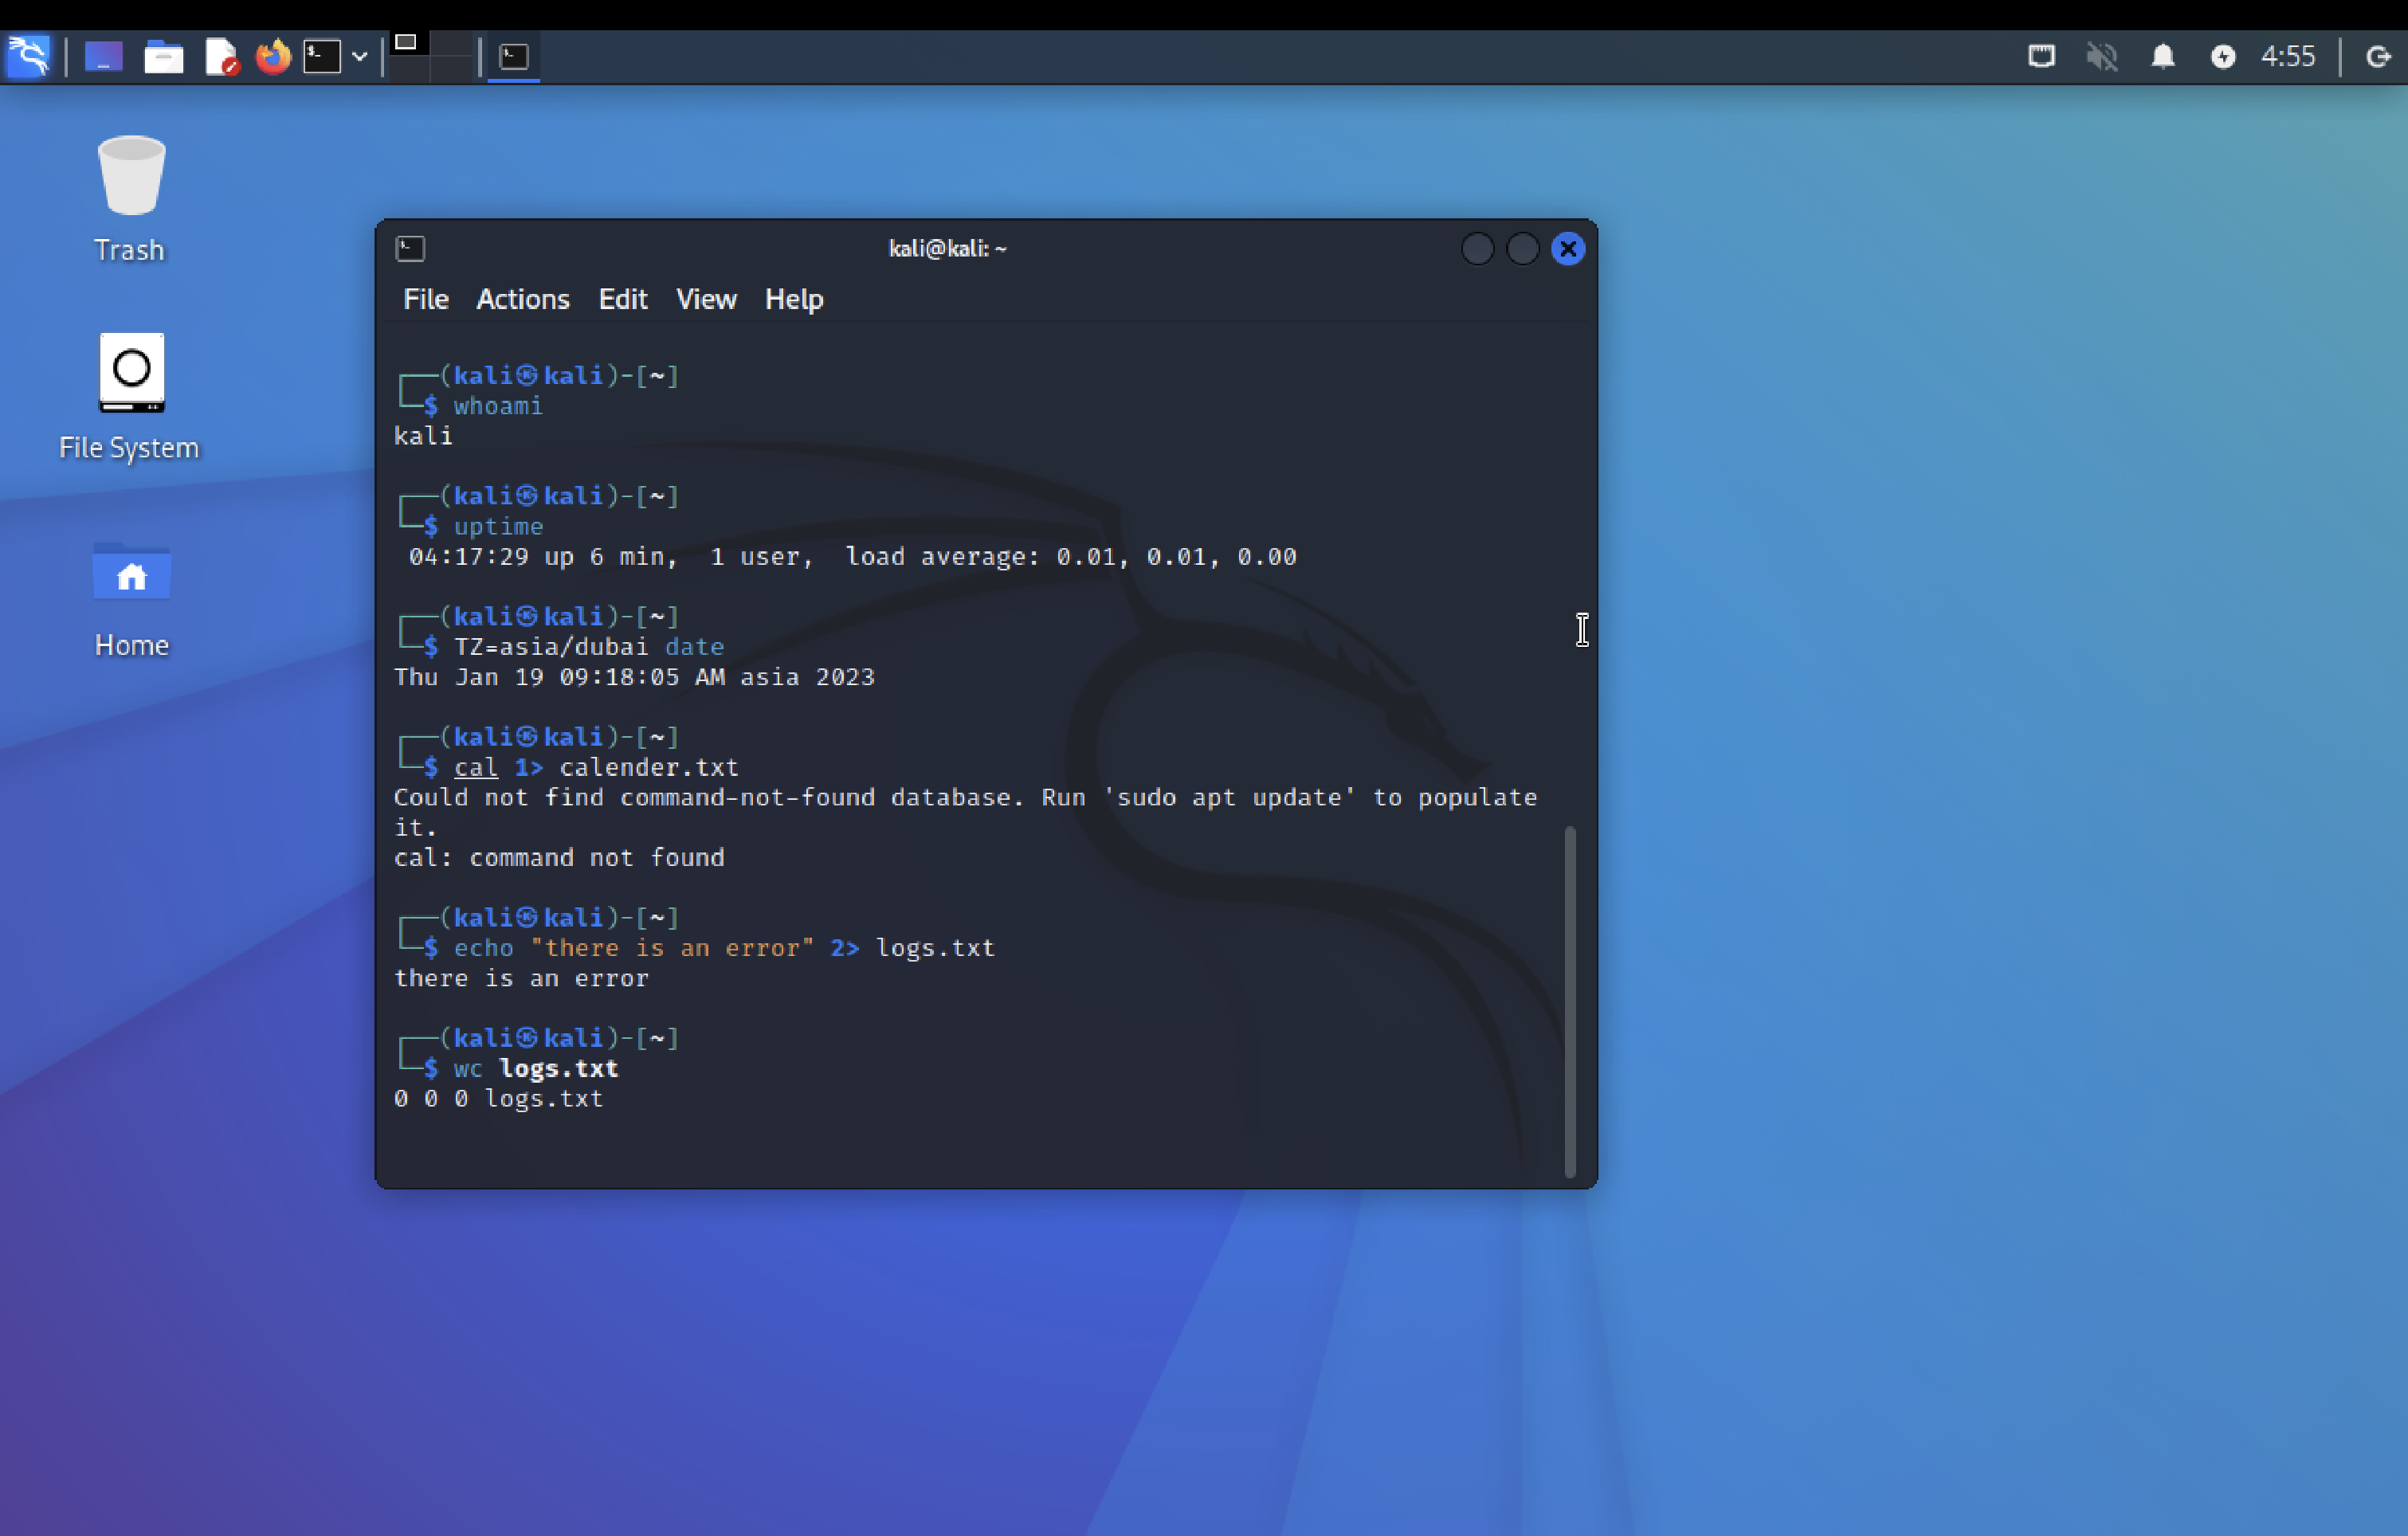 4:55
Trash
File System
Home
kali@kali: ~
File Actions Edit View Help
┌──(kali㉿kali)-[~]
└─$ whoami
kali
┌──(kali㉿kali)-[~]
└─$ uptime
04:17:29 up 6 min, 1 user, load average: 0.01, 0.01, 0.00
┌──(kali㉿kali)-[~]
└─$ TZ=asia/dubai date
Thu Jan 19 09:18:05 AM asia 2023
┌──(kali㉿kali)-[~]
└─$ cal 1> calender.txt
Could not find command-not-found database. Run 'sudo apt update' to populate
it.
cal: command not found
┌──(kali㉿kali)-[~]
└─$ echo "there is an error" 2> logs.txt
there is an error
┌──(kali㉿kali)-[~]
└─$ wc logs.txt
0 0 0 logs.txt